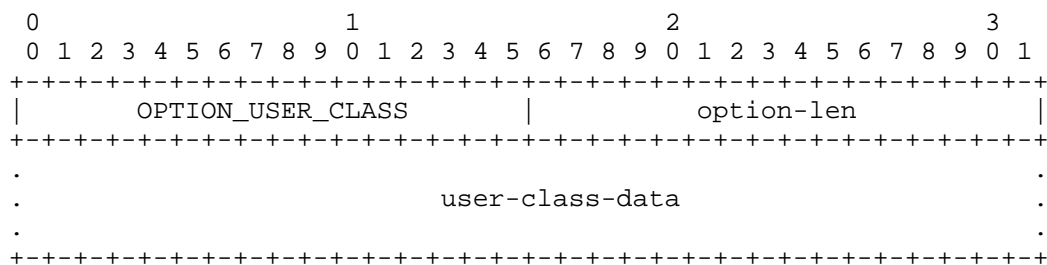 0                   1                   2                   3
 0 1 2 3 4 5 6 7 8 9 0 1 2 3 4 5 6 7 8 9 0 1 2 3 4 5 6 7 8 9 0 1
+-+-+-+-+-+-+-+-+-+-+-+-+-+-+-+-+-+-+-+-+-+-+-+-+-+-+-+-+-+-+-+-+
|       OPTION_USER_CLASS       |          option-len           |
+-+-+-+-+-+-+-+-+-+-+-+-+-+-+-+-+-+-+-+-+-+-+-+-+-+-+-+-+-+-+-+-+
.                                                               .
.                          user-class-data                      .
.                                                               .
+-+-+-+-+-+-+-+-+-+-+-+-+-+-+-+-+-+-+-+-+-+-+-+-+-+-+-+-+-+-+-+-+